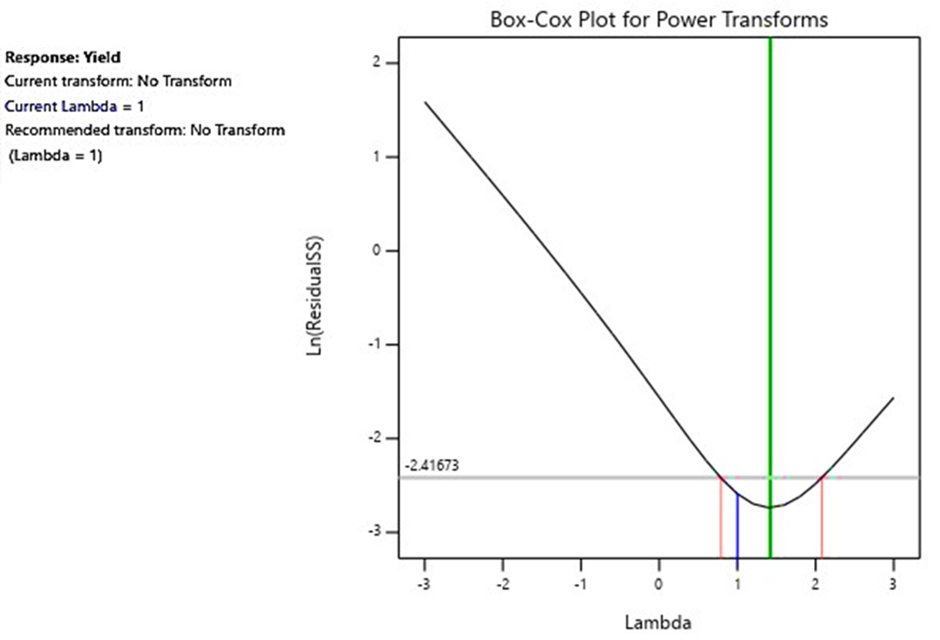 Box-Cox Plot for Power Transforms
Response: Yield
Current transform: No Transform
Current Lambda = 1
Recommended transform: No Transform
(Lambda = 1)
Ln(ResidualSS)
2
1
0
-1
-2
-3
-2.41673
-3
-2
-1
0
1
2
3
Lambda